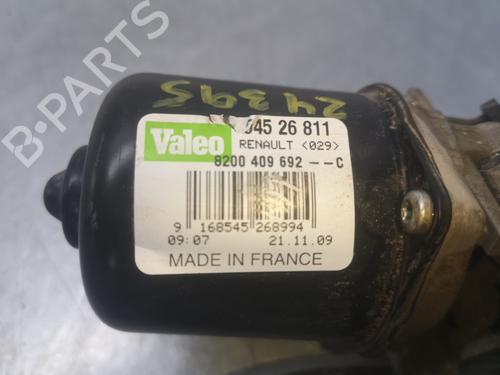 24395
Valeo
45 26 811
RENAULT <029>
8200 409 692 -- C
9 168545 268994
09:07 21.11.09
MADE IN FRANCE
B-PARTS